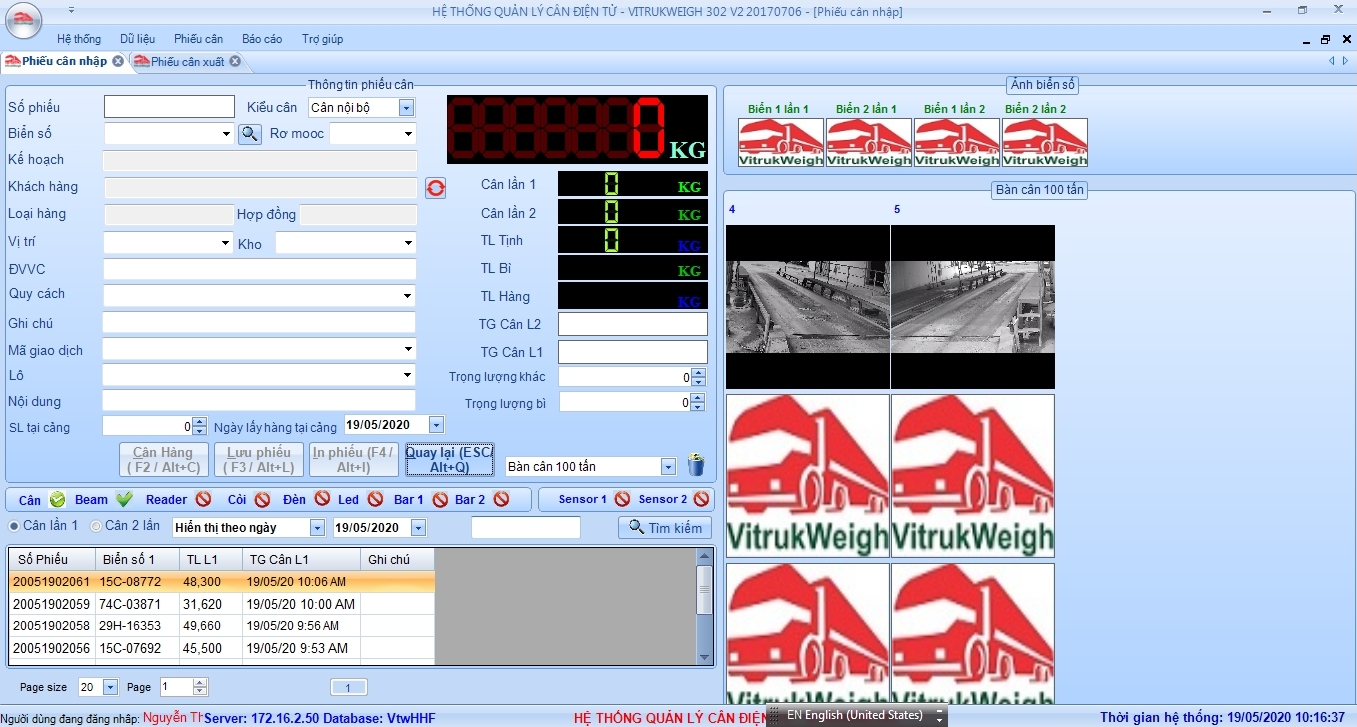 HỆ THỐNG QUẢN LÝ CÂN ĐIỆN TỬ - VITRUKWEIGH 302 V2 20170706 - [Phiếu cân nhập]
Hệ thống Dữ liệu Phiếu cân Báo cáo Trợ giúp
Phiếu cân nhập Phiếu cân xuất
Thông tin phiếu cân
Số phiếu Kiểu cân Cân nội bộ
Biển số Rơ mooc
Kế hoạch
Khách hàng
Loại hàng Hợp đồng
Vị trí Kho
ĐVVC
Quy cách
Ghi chú
Mã giao dịch
Lô
Nội dung
SL tại cảng 0 Ngày lấy hàng tại cảng 19/05/2020
0 KG
Cân lần 1 0 KG
Cân lần 2 0 KG
TL Tịnh 0 KG
TL Bì KG
TL Hàng KG
TG Cân L2
TG Cân L1
Trọng lượng khác 0
Trọng lượng bì 0
Cân Hàng ( F2 / Alt+C)
Lưu phiếu ( F3 / Alt+L)
In phiếu (F4 / Alt+I)
Quay lại (ESC/ Alt+Q)
Bàn cân 100 tấn
Cân Beam Reader Còi Đèn Led Bar 1 Bar 2 Sensor 1 Sensor 2
Cân lần 1 Cân 2 lần Hiển thị theo ngày 19/05/2020 Tìm kiếm
Số Phiếu Biển số 1 TL L1 TG Cân L1 Ghi chú
20051902061 15C-08772 48,300 19/05/20 10:06 AM
20051902059 74C-03871 31,620 19/05/20 10:00 AM
20051902058 29H-16353 49,660 19/05/20 9:56 AM
20051902056 15C-07692 45,500 19/05/20 9:53 AM
Page size 20 Page 1 1
Ảnh biển số
Biển 1 lần 1 Biển 2 lần 1 Biển 1 lần 2 Biển 2 lần 2
VitrukWeigh VitrukWeigh VitrukWeigh VitrukWeigh
Bàn cân 100 tấn
4 5
VitrukWeigh VitrukWeigh
VitrukWeigh VitrukWeigh
Người dùng đang đăng nhập: Nguyễn Th Server: 172.16.2.50 Database: VtwHHF HỆ THỐNG QUẢN LÝ CÂN ĐIỆN EN English (United States) Thời gian hệ thống: 19/05/2020 10:16:37